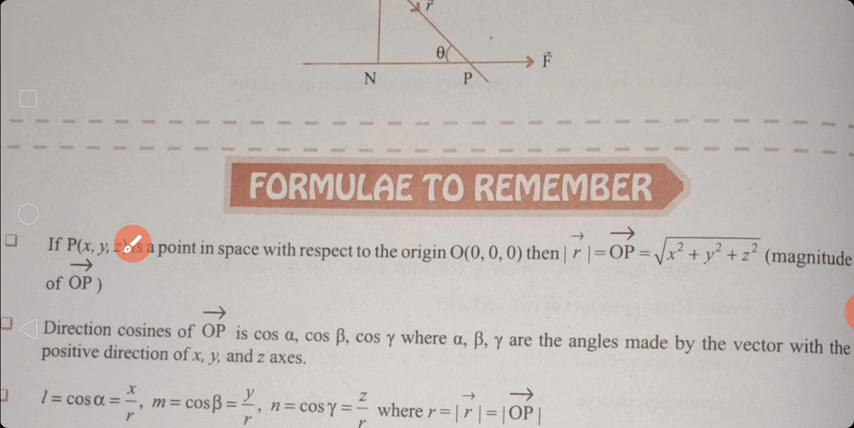 r⃗
θ
F⃗
N P
FORMULAE TO REMEMBER
If P(x, y, is a point in space with respect to the origin O(0, 0, 0) then | r⃗ | = OP⃗ = √(x² + y² + z²) (magnitude
of OP⃗ )
Direction cosines of OP⃗ is cos α, cos β, cos γ where α, β, γ are the angles made by the vector with the
positive direction of x, y, and z axes.
l = cos α = x/r, m = cos β = y/r, n = cos γ = z/r where r = | r⃗ | = | OP⃗ |